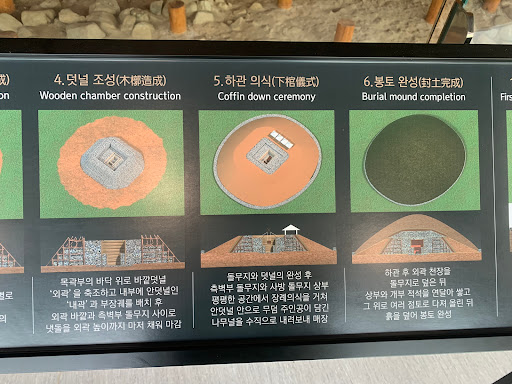 成)
on
4. 덧널 조성(木槨造成)
Wooden chamber construction
5. 하관 의식(下棺儀式)
Coffin down ceremony
6. 봉토 완성(封土完成)
Burial mound completion
Firs
목곽부의 바닥 위로 바깥덧널
‘외곽’을 축조하고 내부에 안덧널인
‘내곽’과 부장궤를 배치 후
외곽 바깥과 측벽부 돌무지 사이로
냇돌을 외곽 높이까지 마저 채워 마감
돌무지와 덧널의 완성 후
측벽부 돌무지와 사방 돌무지 상부
평평한 공간에서 장례의식을 거쳐
안덧널 안으로 무덤 주인공이 담긴
나무널을 수직으로 내려보내 매장
하관 후 외곽 천장을
돌무지로 덮은 뒤
상부와 개부 적석을 연달아 쌓고
그 위로 여러 점토로 다져 올린 뒤
흙을 덮어 봉토 완성